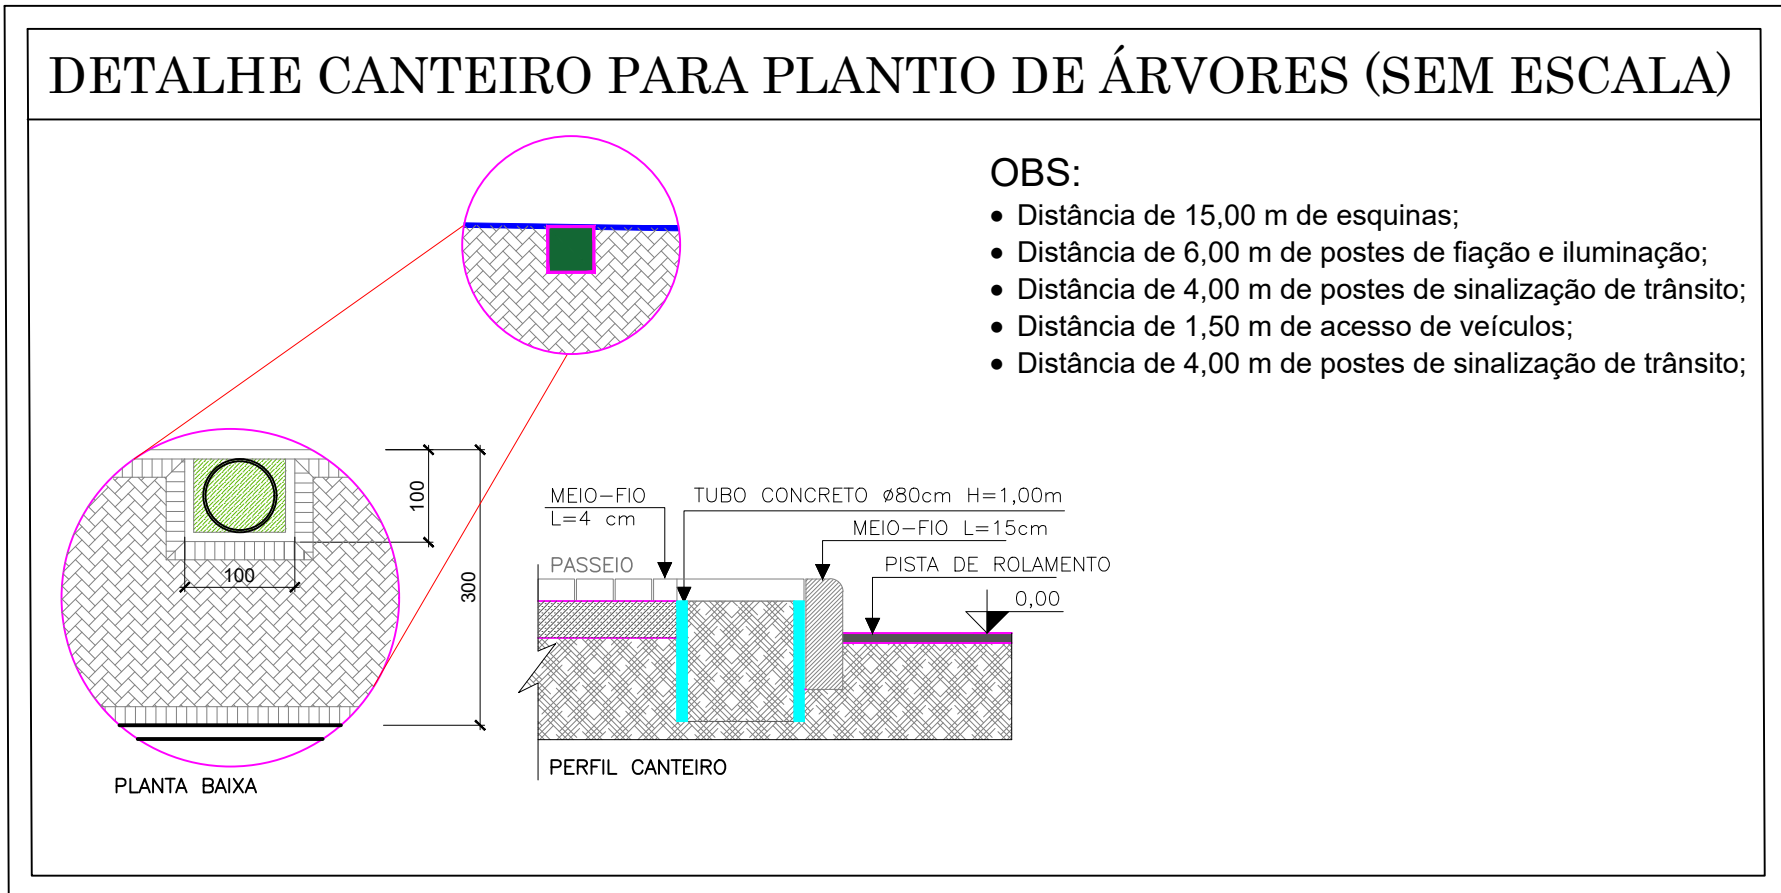 DETALHE CANTEIRO PARA PLANTIO DE ÁRVORES (SEM ESCALA)
OBS:
• Distância de 15,00 m de esquinas;
• Distância de 6,00 m de postes de fiação e iluminação;
• Distância de 4,00 m de postes de sinalização de trânsito;
• Distância de 1,50 m de acesso de veículos;
• Distância de 4,00 m de postes de sinalização de trânsito;
100
100
300
PLANTA BAIXA
MEIO-FIO
L=4 cm
TUBO CONCRETO ø80cm H=1,00m
MEIO-FIO L=15cm
PASSEIO
PISTA DE ROLAMENTO
0,00
PERFIL CANTEIRO